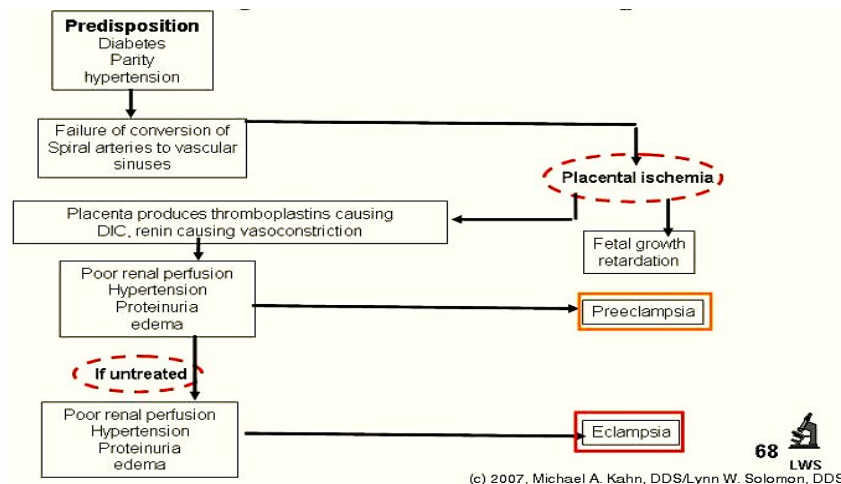 Predisposition
Diabetes
Parity
hypertension
Failure of conversion of
Spiral arteries to vascular
sinuses
Placental ischemia
Placenta produces thromboplastins causing
DIC, renin causing vasoconstriction
Fetal growth
retardation
Poor renal perfusion
Hypertension
Proteinuria
edema
Preeclampsia
If untreated
Poor renal perfusion
Hypertension
Proteinuria
edema
Eclampsia
68
LWS
(c) 2007, Michael A. Kahn, DDS/Lynn W. Solomon, DDS